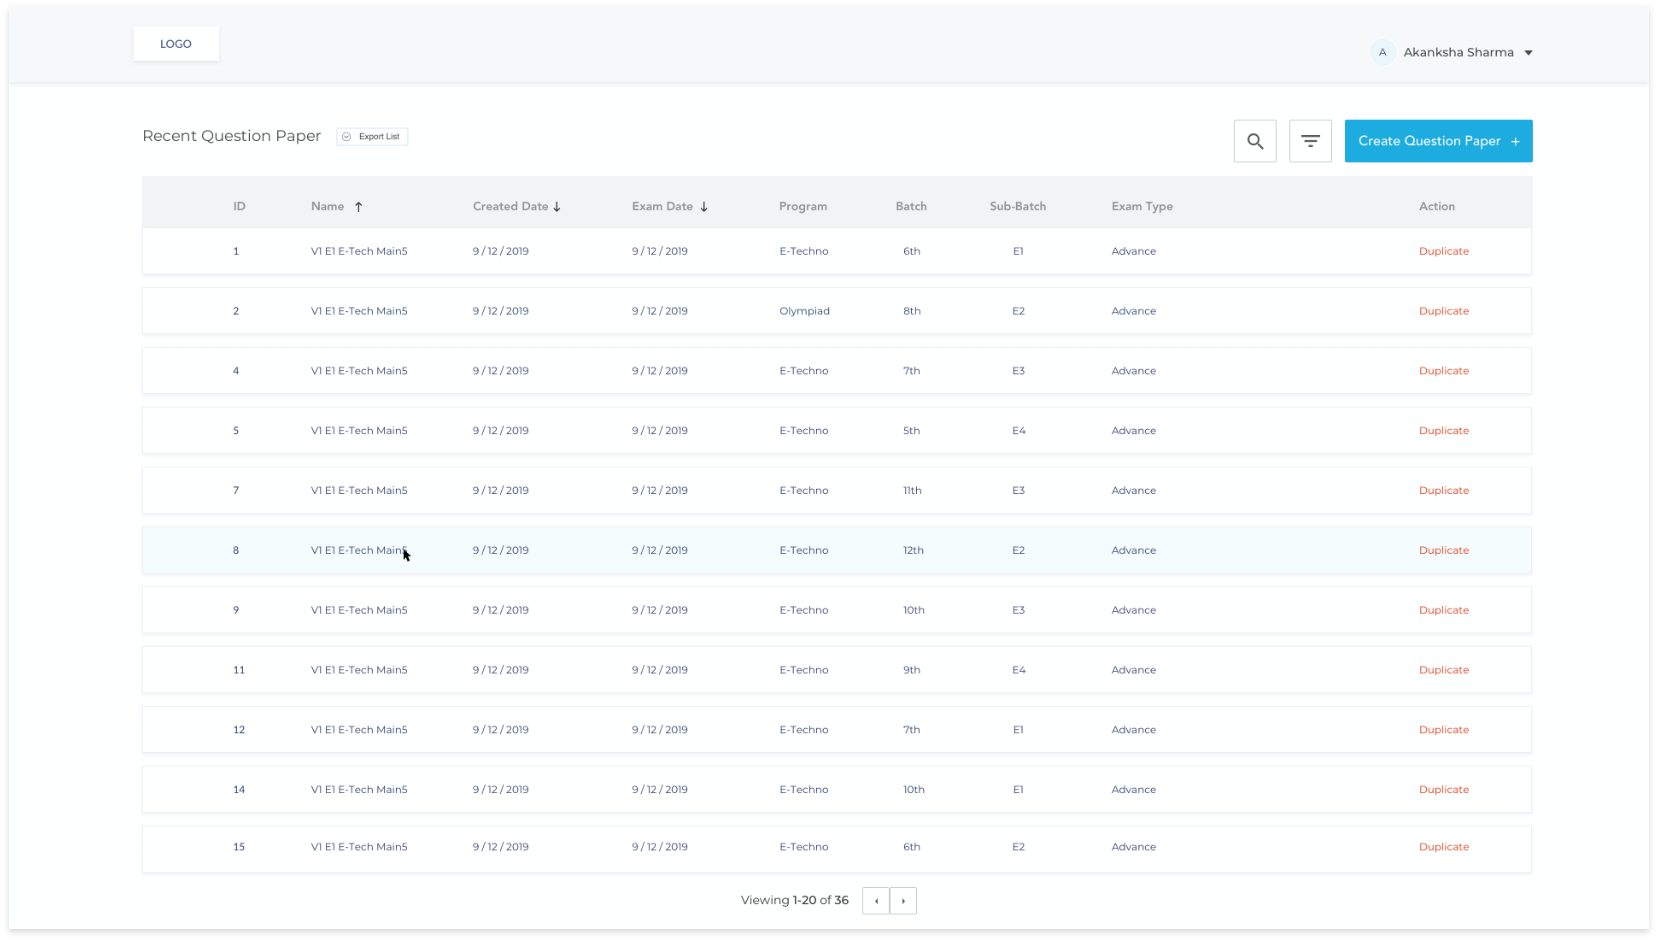 LOGO
A Akanksha Sharma
Recent Question Paper Export List
Create Question Paper +
ID Name ↑ Created Date ↓ Exam Date ↓ Program Batch Sub-Batch Exam Type Action
1 V1 E1 E-Tech Main5 9 / 12 / 2019 9 / 12 / 2019 E-Techno 6th E1 Advance Duplicate
2 V1 E1 E-Tech Main5 9 / 12 / 2019 9 / 12 / 2019 Olympiad 8th E2 Advance Duplicate
4 V1 E1 E-Tech Main5 9 / 12 / 2019 9 / 12 / 2019 E-Techno 7th E3 Advance Duplicate
5 V1 E1 E-Tech Main5 9 / 12 / 2019 9 / 12 / 2019 E-Techno 5th E4 Advance Duplicate
7 V1 E1 E-Tech Main5 9 / 12 / 2019 9 / 12 / 2019 E-Techno 11th E3 Advance Duplicate
8 V1 E1 E-Tech Main5 9 / 12 / 2019 9 / 12 / 2019 E-Techno 12th E2 Advance Duplicate
9 V1 E1 E-Tech Main5 9 / 12 / 2019 9 / 12 / 2019 E-Techno 10th E3 Advance Duplicate
11 V1 E1 E-Tech Main5 9 / 12 / 2019 9 / 12 / 2019 E-Techno 9th E4 Advance Duplicate
12 V1 E1 E-Tech Main5 9 / 12 / 2019 9 / 12 / 2019 E-Techno 7th E1 Advance Duplicate
14 V1 E1 E-Tech Main5 9 / 12 / 2019 9 / 12 / 2019 E-Techno 10th E1 Advance Duplicate
15 V1 E1 E-Tech Main5 9 / 12 / 2019 9 / 12 / 2019 E-Techno 6th E2 Advance Duplicate
Viewing 1-20 of 36